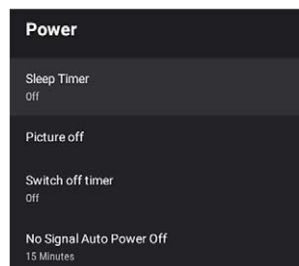 Power
Sleep Timer
Off
Picture off
Switch off timer
Off
No Signal Auto Power Off
15 Minutes